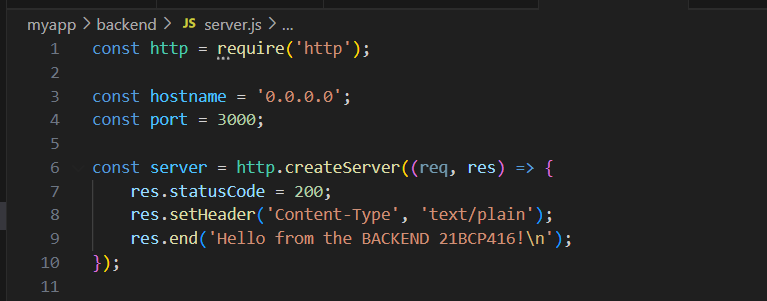 myapp > backend > JS server.js > ...
1 const http = require('http');
2
3 const hostname = '0.0.0.0';
4 const port = 3000;
5
6 const server = http.createServer((req, res) => {
7     res.statusCode = 200;
8     res.setHeader('Content-Type', 'text/plain');
9     res.end('Hello from the BACKEND 21BCP416!\n');
10 });
11